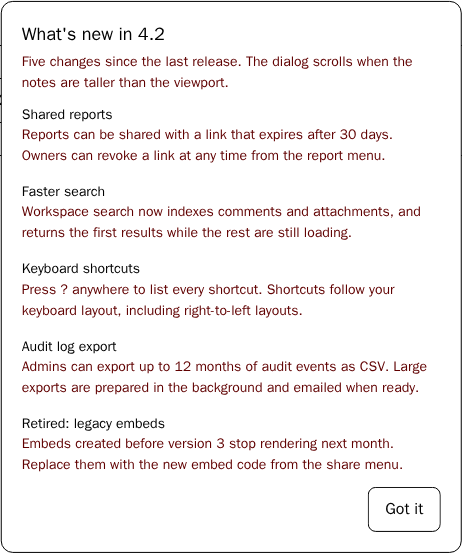 What's new in 4.2
Five changes since the last release. The dialog scrolls when the
notes are taller than the viewport.
Shared reports
Reports can be shared with a link that expires after 30 days.
Owners can revoke a link at any time from the report menu.
Faster search
Workspace search now indexes comments and attachments, and
returns the first results while the rest are still loading.
Keyboard shortcuts
Press ? anywhere to list every shortcut. Shortcuts follow your
keyboard layout, including right-to-left layouts.
Audit log export
Admins can export up to 12 months of audit events as CSV. Large
exports are prepared in the background and emailed when ready.
Retired: legacy embeds
Embeds created before version 3 stop rendering next month.
Replace them with the new embed code from the share menu.
Got it